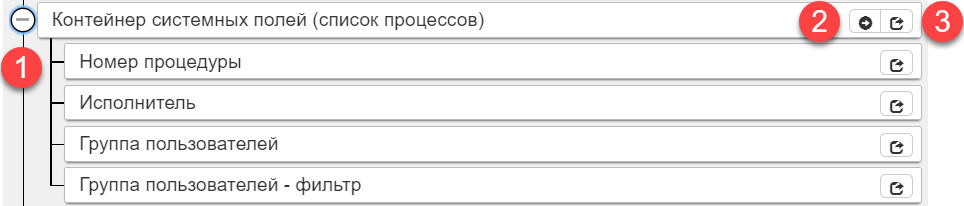 Контейнер системных полей (список процессов) 2 3
1 Номер процедуры
Исполнитель
Группа пользователей
Группа пользователей - фильтр